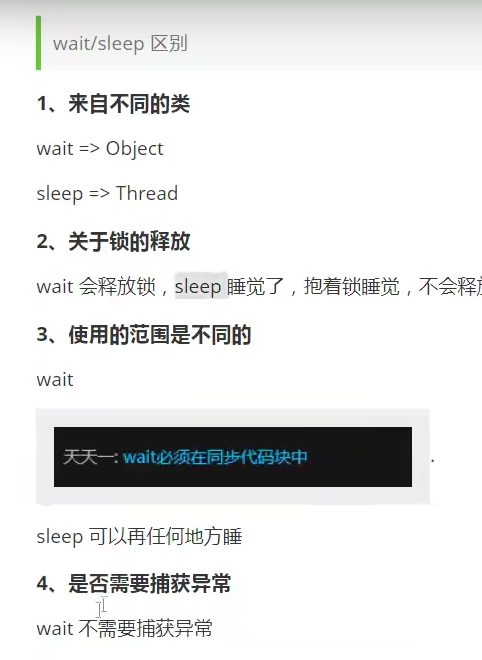 wait/sleep 区别
1、来自不同的类
wait => Object
sleep => Thread
2、关于锁的释放
wait 会释放锁，sleep 睡觉了，抱着锁睡觉，不会释
3、使用的范围是不同的
wait
天天一: wait必须在同步代码块中
.
sleep 可以再任何地方睡
4、是否需要捕获异常
wait 不需要捕获异常